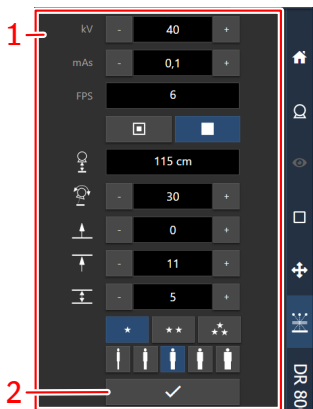 1
kV - 40 +
mAs - 0,1 +
FPS 6
115 cm
- 30 +
- 0 +
- 11 +
- 5 +
2
DR 80